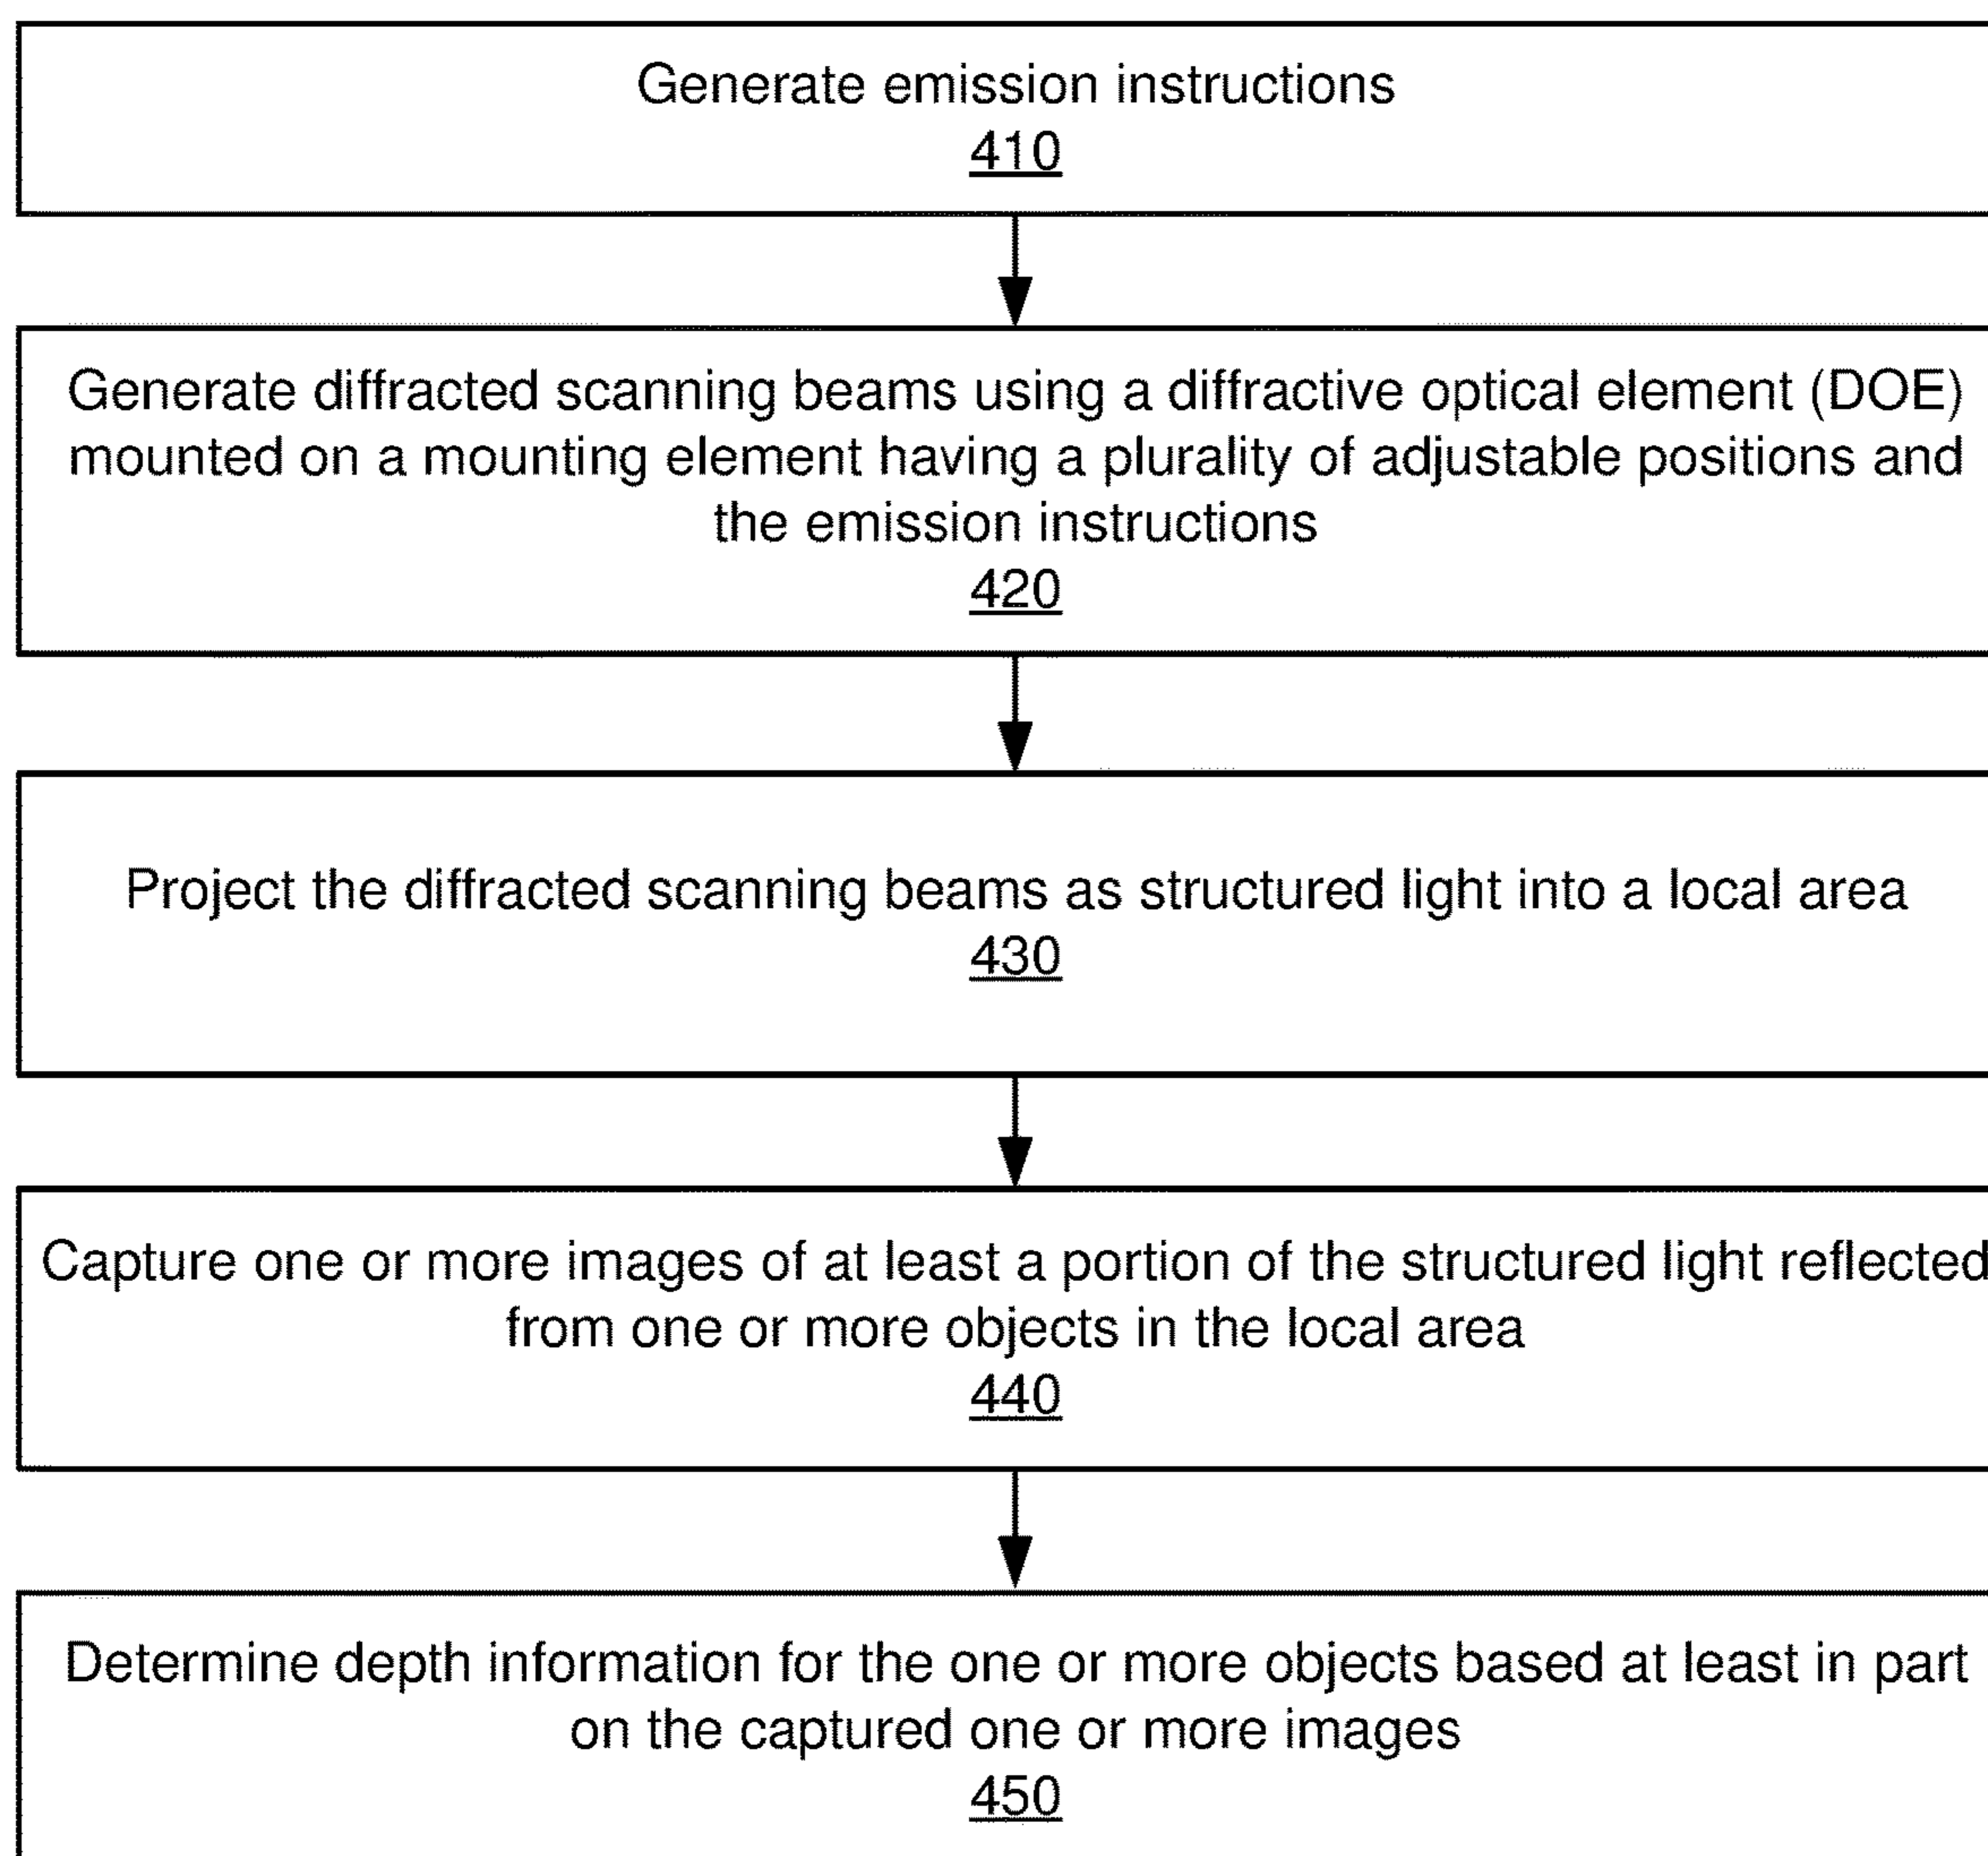 Generate emission instructions
410
Generate diffracted scanning beams using a diffractive optical element (DOE)
mounted on a mounting element having a plurality of adjustable positions and
the emission instructions
420
Project the diffracted scanning beams as structured light into a local area
430
Capture one or more images of at least a portion of the structured light reflected
from one or more objects in the local area
440
Determine depth information for the one or more objects based at least in part
on the captured one or more images
450